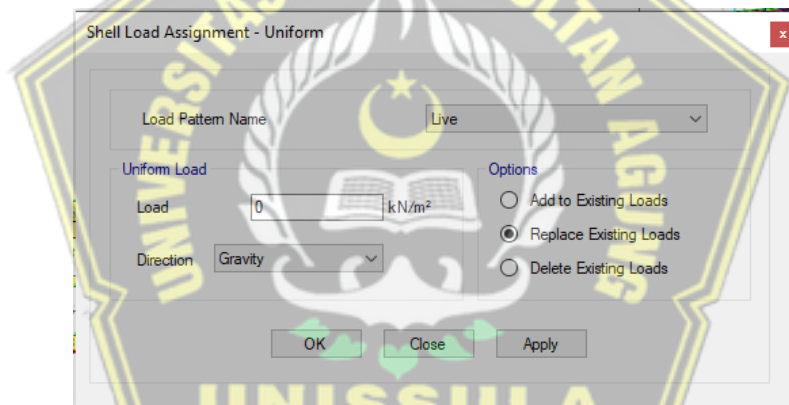 Shell Load Assignment - Uniform
x
Load Pattern Name
Live
Uniform Load
Load
0
kN/m²
Direction
Gravity
Options
Add to Existing Loads
Replace Existing Loads
Delete Existing Loads
OK
Close
Apply
UNIVERSITAS
SULTAN AGUNG
UNISSULA